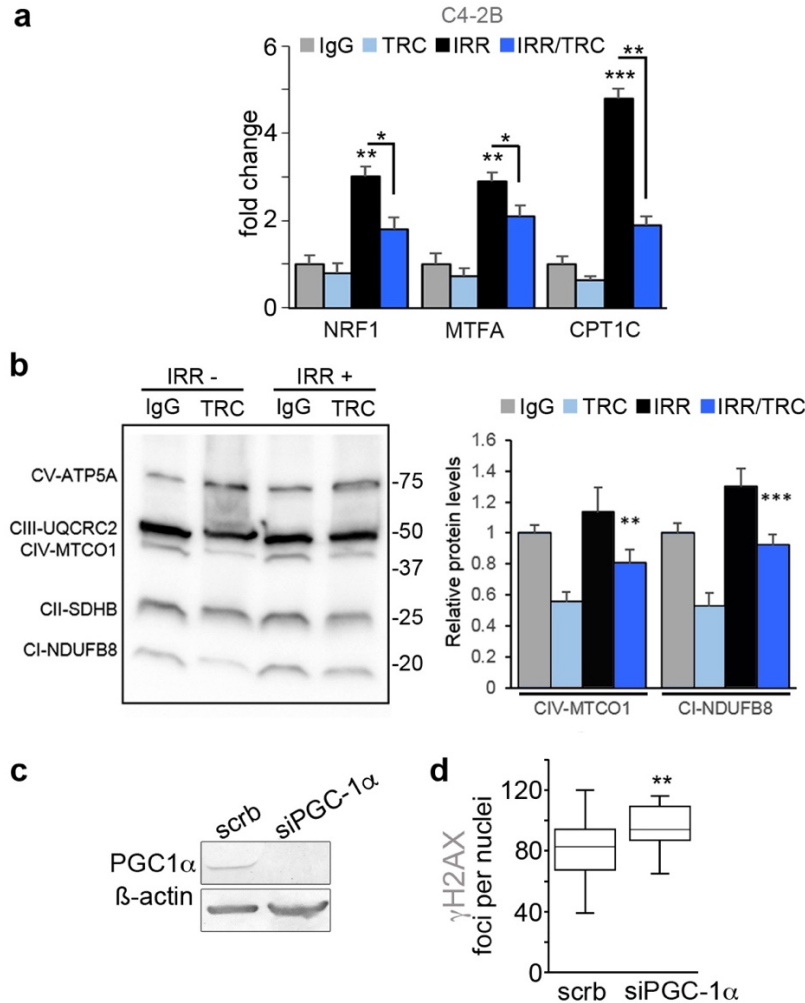 a
C4-2B
IgG TRC IRR IRR/TRC
fold change
6
4
2
0
** * ** * *** **
NRF1 MTFA CPT1C
b
IRR - IRR +
IgG TRC IgG TRC
CV-ATP5A
CIII-UQCRC2
CIV-MTCO1
CII-SDHB
CI-NDUFB8
-75
-50
-37
-25
-20
IgG TRC IRR IRR/TRC
Relative protein levels
1.6
1.4
1.2
1
0.8
0.6
0.4
0.2
0
** ***
CIV-MTCO1 CI-NDUFB8
c
scrb siPGC-1α
PGC1α
ß-actin
d
γH2AX
foci per nuclei
120
80
40
0
**
scrb siPGC-1α